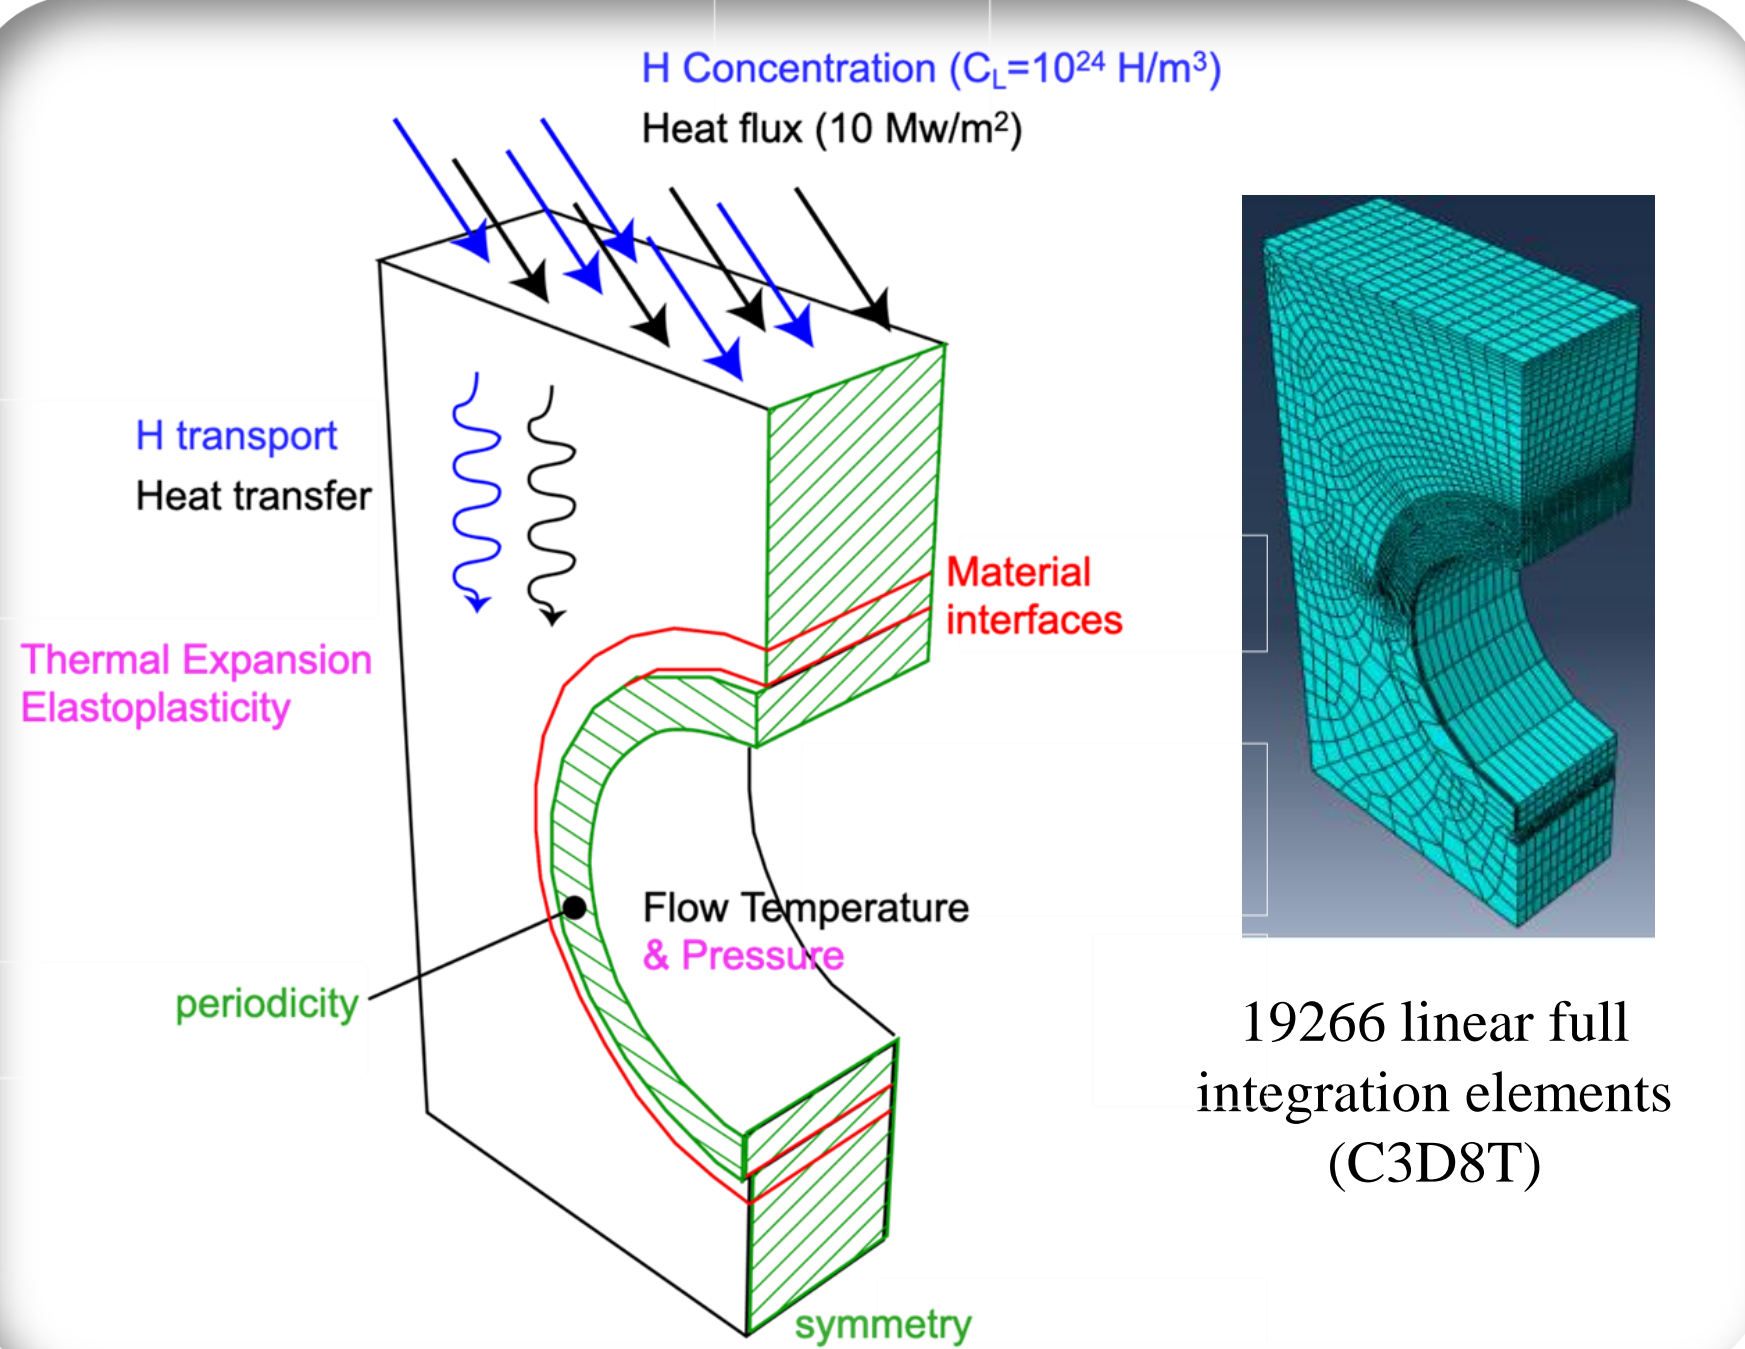 H Concentration (C_L=10²⁴ H/m³)
Heat flux (10 Mw/m²)
H transport
Heat transfer
Material
interfaces
Thermal Expansion
Elastoplasticity
Flow Temperature
& Pressure
periodicity
symmetry
19266 linear full
integration elements
(C3D8T)